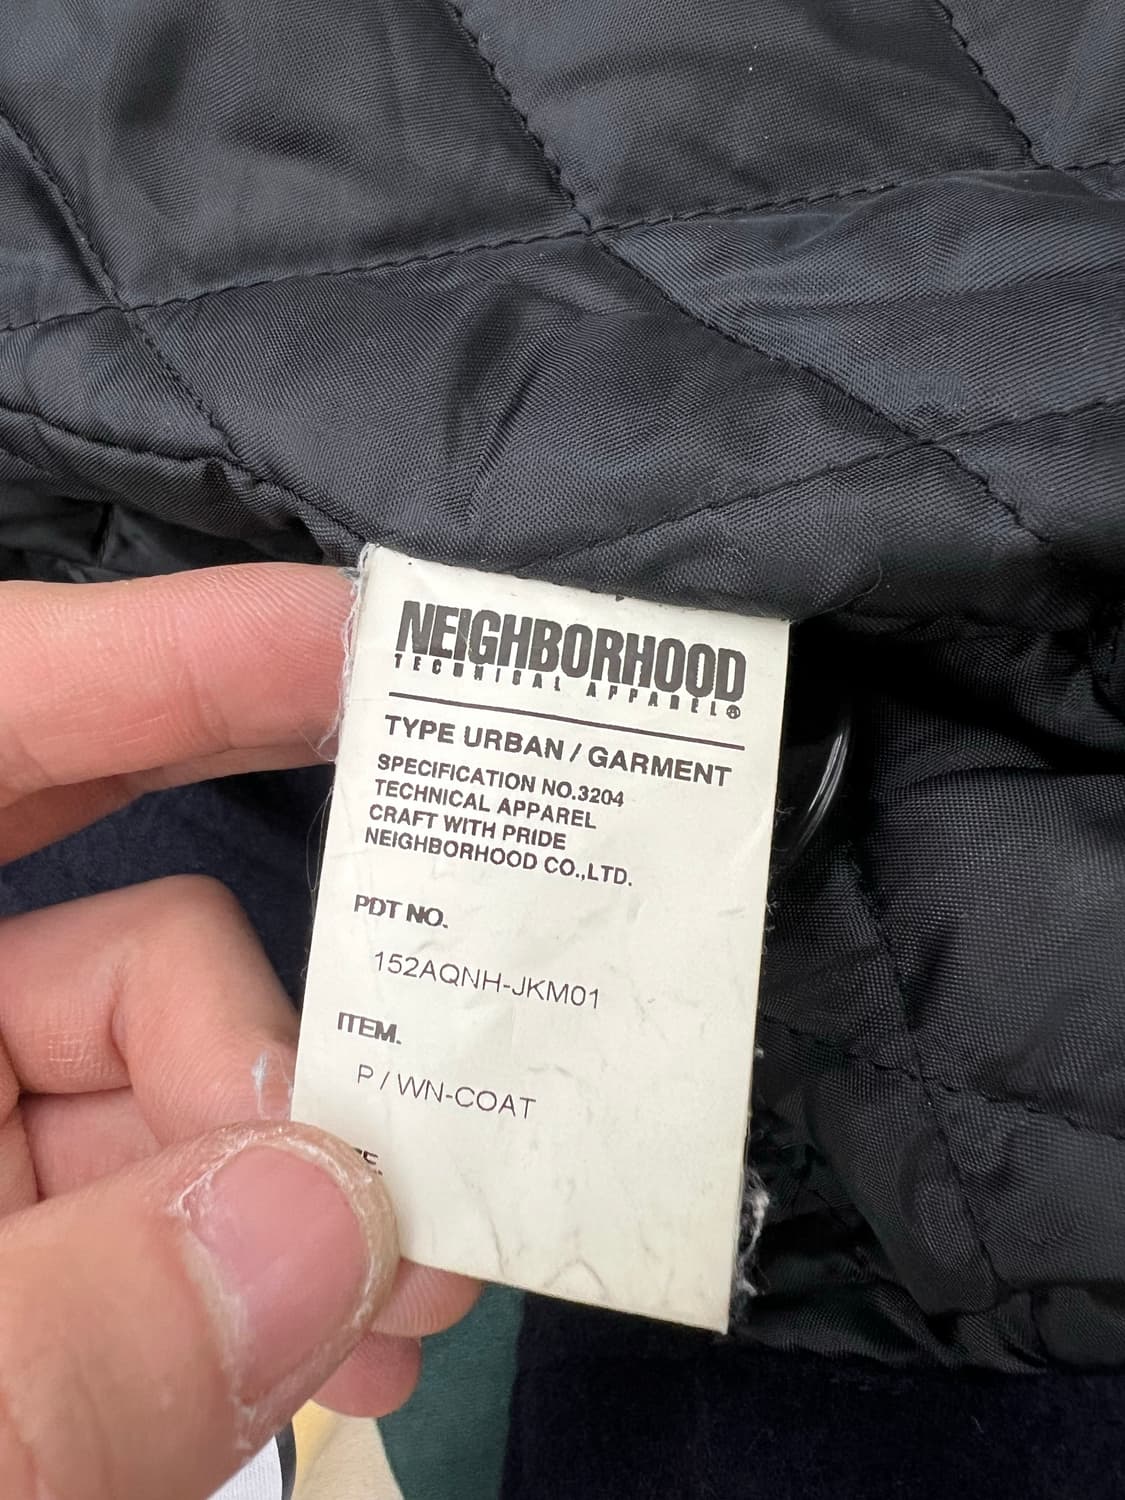 NEIGHBORHOOD
TECHNICAL APPAREL®
TYPE URBAN / GARMENT
SPECIFICATION NO.3204
TECHNICAL APPAREL
CRAFT WITH PRIDE
NEIGHBORHOOD CO.,LTD.
PDT NO.
152AQNH-JKM01
ITEM.
P / WN-COAT